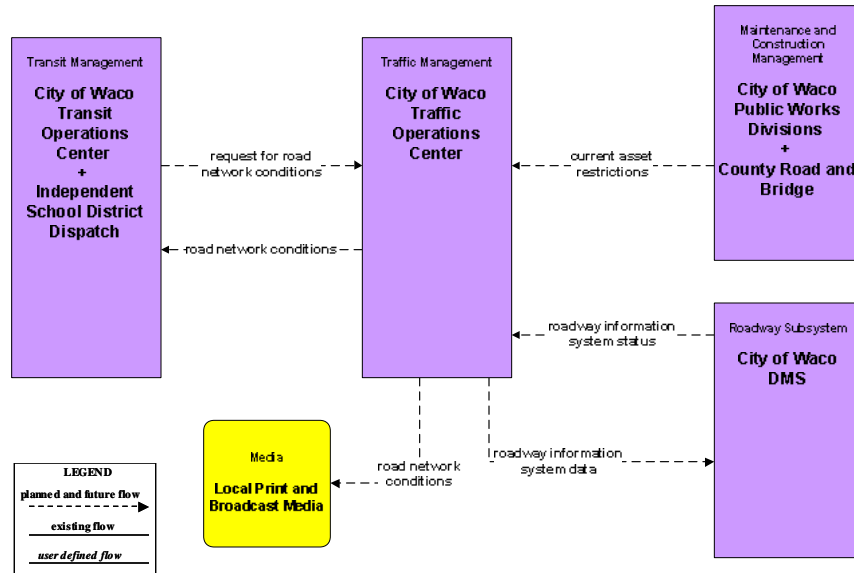 Transit Management
City of Waco
Transit
Operations
Center
+
Independent
School District
Dispatch
Traffic Management
City of Waco
Traffic
Operations
Center
Maintenance and
Construction
Management
City of Waco
Public Works
Divisions
+
County Road and
Bridge
request for road
network conditions
current asset
restrictions
road network conditions
roadway information
system status
Roadway Subsystem
City of Waco
DMS
Media
Local Print and
Broadcast Media
road network
conditions
roadway information
system data
LEGEND
planned and future flow
existing flow
user defined flow